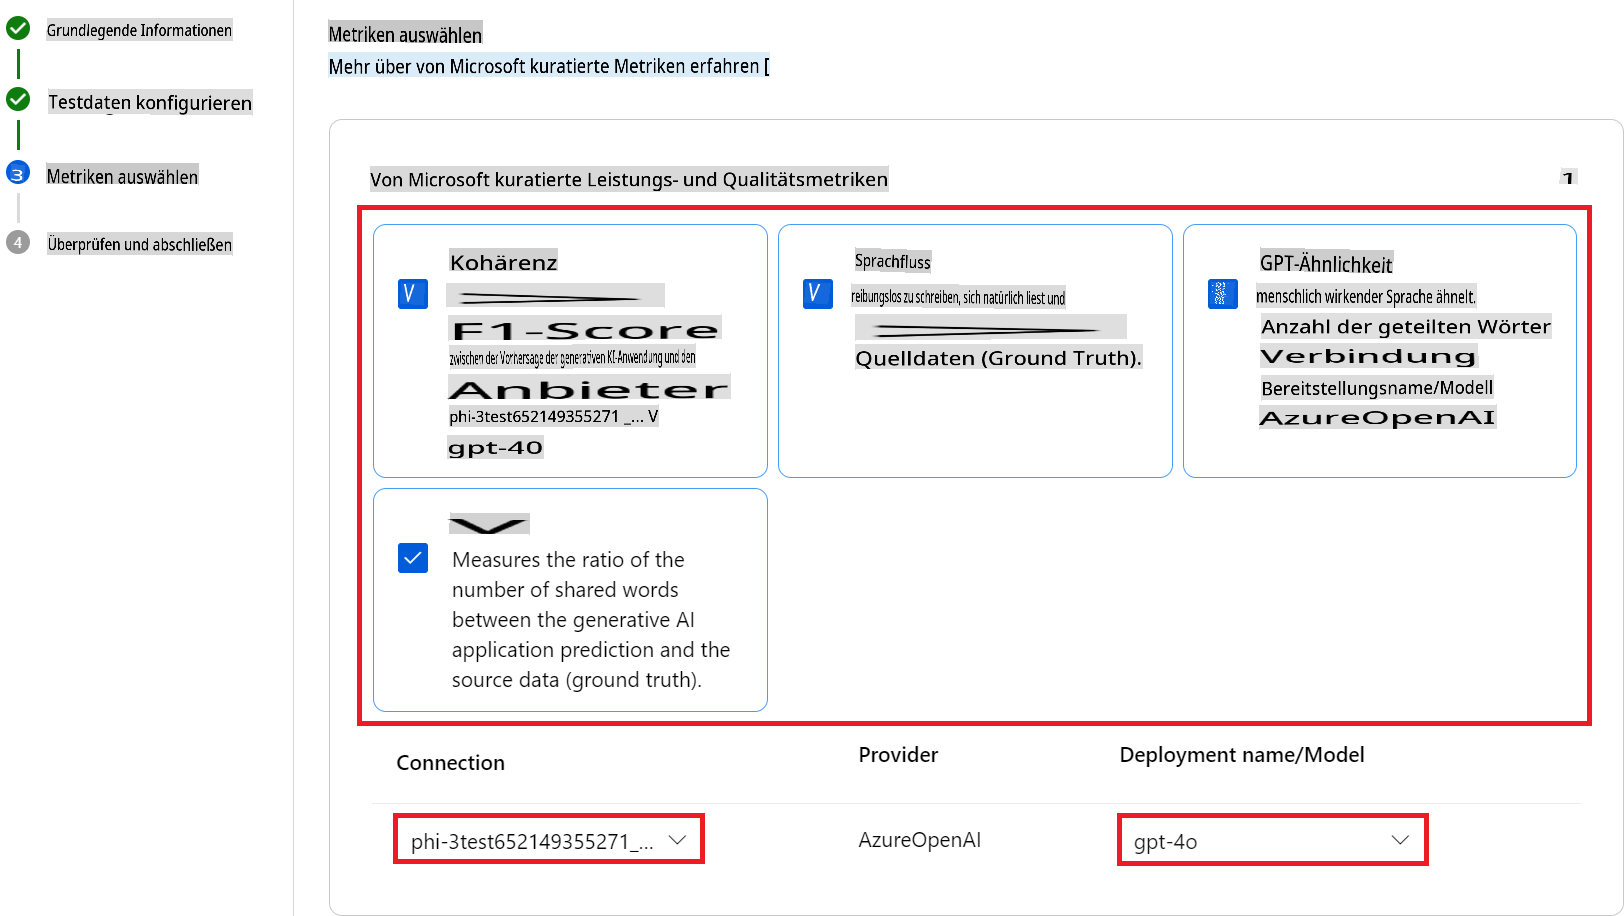 Grundlegende Informationen
Testdaten konfigurieren
3
Metriken auswählen
4
Überprüfen und abschließen
Metriken auswählen
Mehr über von Microsoft kuratierte Metriken erfahren [
Von Microsoft kuratierte Leistungs- und Qualitätsmetriken
1
Kohärenz
V
F1-Score
zwischen der Vorhersage der generativen KI-Anwendung und den
Anbieter
phi-3test652149355271_... V
gpt-40
Sprachfluss
V
reibungslos zu schreiben, sich natürlich liest und
Quelldaten (Ground Truth).
GPT-Ähnlichkeit
menschlich wirkender Sprache ähnelt.
Anzahl der geteilten Wörter
Verbindung
Bereitstellungsname/Modell
AzureOpenAI
Measures the ratio of the
number of shared words
between the generative AI
application prediction and the
source data (ground truth).
Connection
Provider
Deployment name/Model
phi-3test652149355271_...
AzureOpenAI
gpt-4o